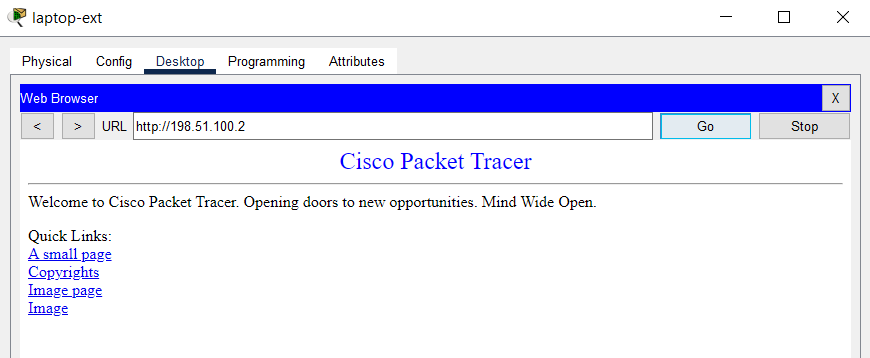 laptop-ext
Physical Config Desktop Programming Attributes
Web Browser X
< > URL http://198.51.100.2 Go Stop
Cisco Packet Tracer
Welcome to Cisco Packet Tracer. Opening doors to new opportunities. Mind Wide Open.
Quick Links:
A small page
Copyrights
Image page
Image